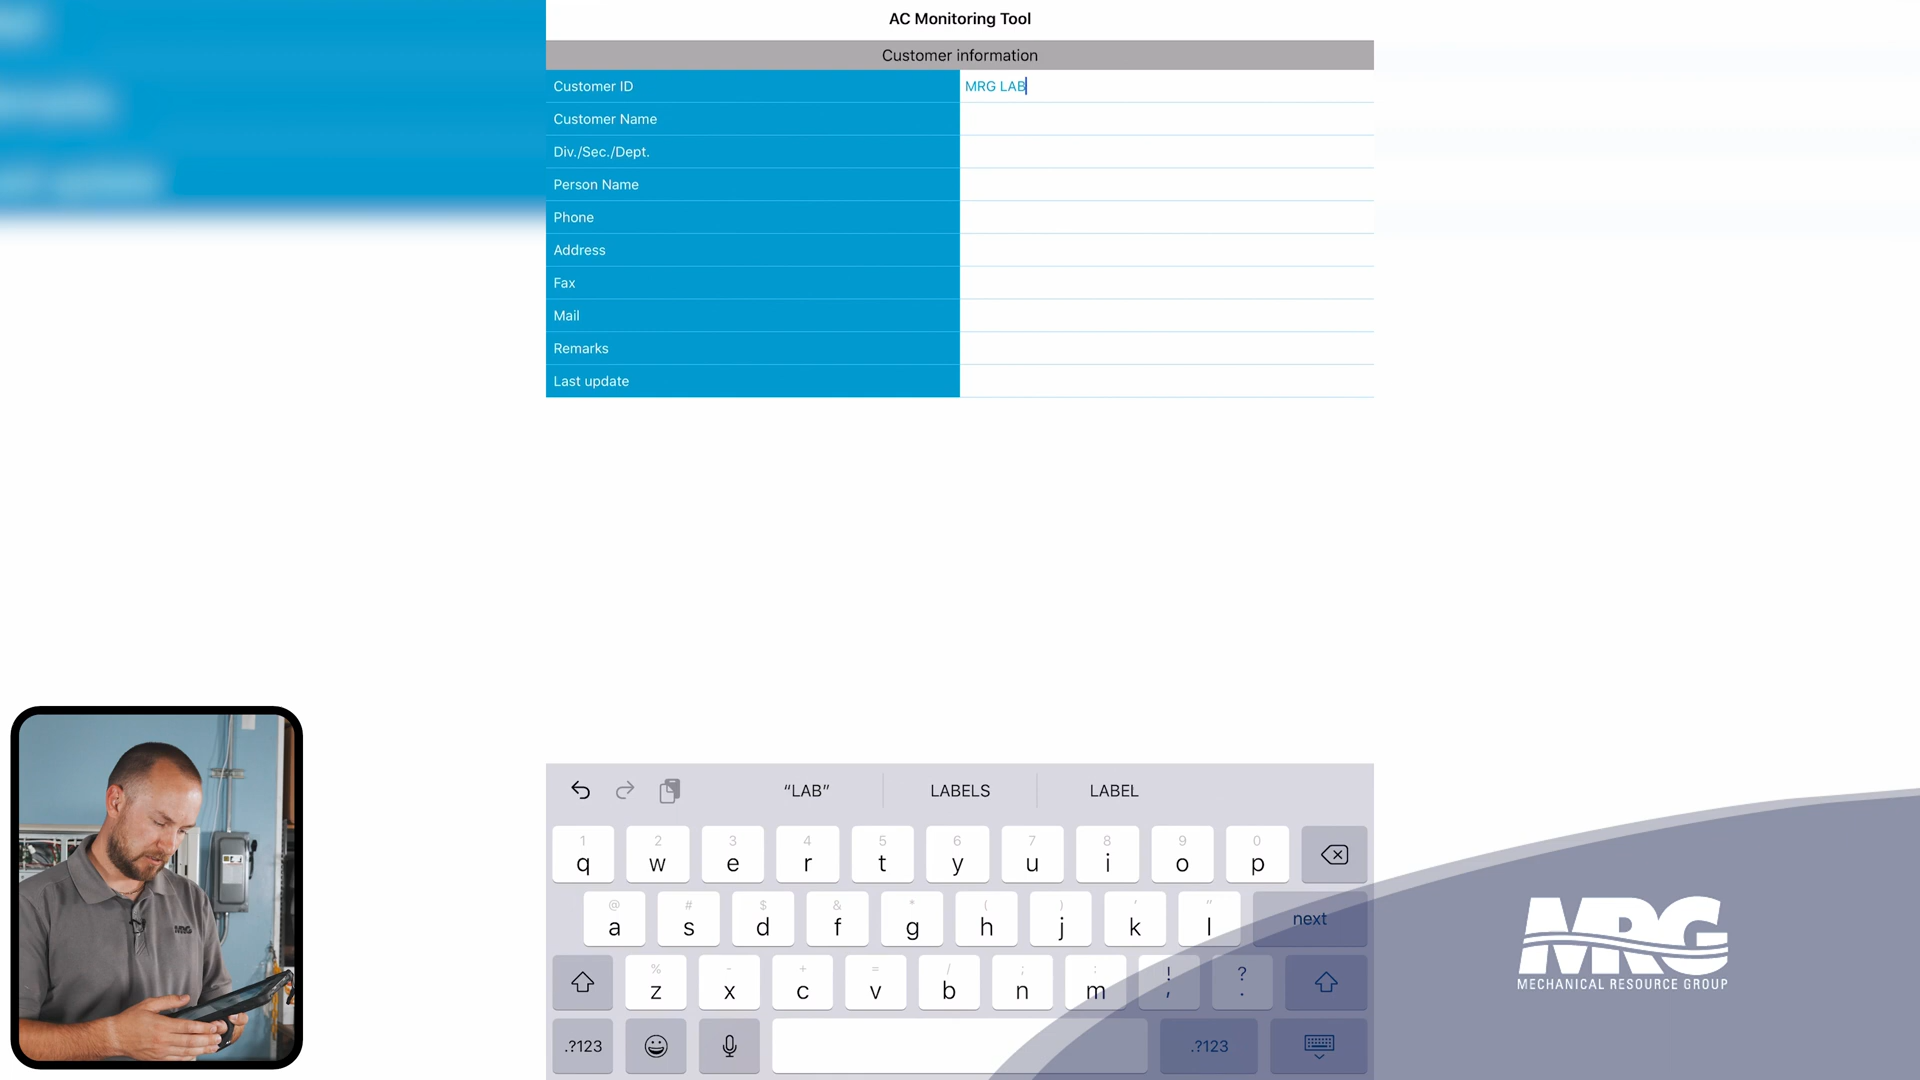 AC Monitoring Tool
Customer information
Customer ID MRG LAB
Customer Name
Div./Sec./Dept.
Person Name
Phone
Address
Fax
Mail
Remarks
Last update
“LAB” LABELS LABEL
1 2 3 4 5 6 7 8 9 0
q w e r t y u i o p
@ # $ & * ( ) ' "
a s d f g h j k l next
% - + = / ; : ! ?
z x c v b n m , .
.?123 .?123
MRG
MRG
MECHANICAL RESOURCE GROUP